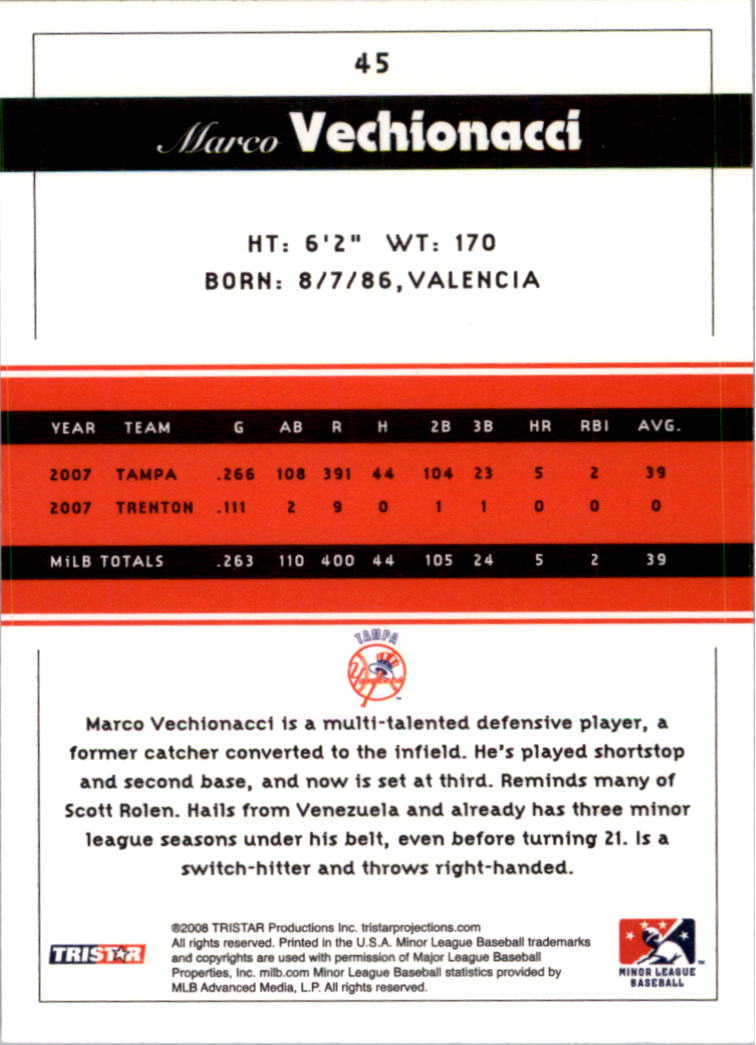 45
Marco Vechionacci
HT: 6'2" WT: 170
BORN: 8/7/86, VALENCIA
YEAR TEAM G AB R H 2B 3B HR RBI AVG.
2007 TAMPA .266 108 391 44 104 23 5 2 39
2007 TRENTON .111 2 9 0 1 1 0 0 0
MiLB TOTALS .263 110 400 44 105 24 5 2 39
TAMPA
Yankees
Marco Vechionacci is a multi-talented defensive player, a
former catcher converted to the infield. He's played shortstop
and second base, and now is set at third. Reminds many of
Scott Rolen. Hails from Venezuela and already has three minor
league seasons under his belt, even before turning 21. Is a
switch-hitter and throws right-handed.
©2008 TRISTAR Productions Inc. tristarprojections.com
All rights reserved. Printed in the U.S.A. Minor League Baseball trademarks
and copyrights are used with permission of Major League Baseball
Properties, Inc. milb.com Minor League Baseball statistics provided by
MLB Advanced Media, L.P. All rights reserved.
TRISTAR
MINOR LEAGUE
BASEBALL